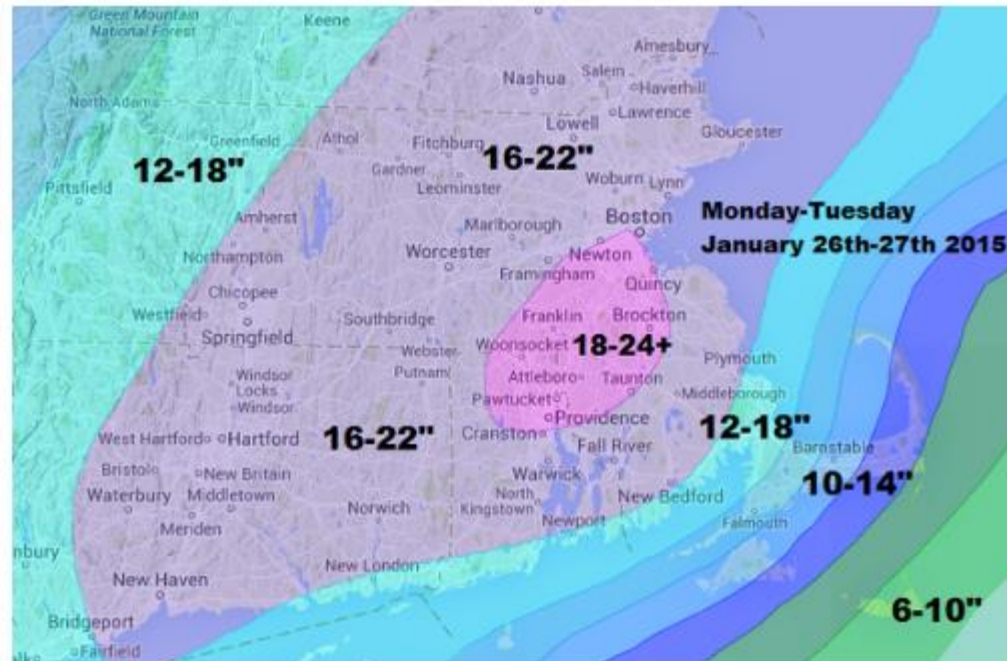 Green Mountain
National Forest
Keene
Amesbury
Nashua
Salem
Haverhill
North Adams
Lawrence
Lowell
Gloucester
Greenfield
Athol
Fitchburg
12-18"
16-22"
Gardner
Leominster
Woburn
Lynn
Pittsfield
Boston
Monday-Tuesday
January 26th-27th 2015
Amherst
Marlborough
Worcester
Newton
Northampton
Framingham
Quincy
Chicopee
Westfield
Springfield
Southbridge
Franklin
Brockton
Woonsocket
18-24+
Webster
Plymouth
Putnam
Attleboro
Taunton
Windsor
Locks
Middleborough
Pawtucket
Windsor
Providence
12-18"
West Hartford
Hartford
16-22"
Cranston
Fall River
Barnstable
Bristol
New Britain
Warwick
10-14"
Waterbury
Middletown
North
Kingstown
New Bedford
Norwich
Newport
Falmouth
Meriden
nbury
New London
New Haven
6-10"
Bridgeport
Fairfield